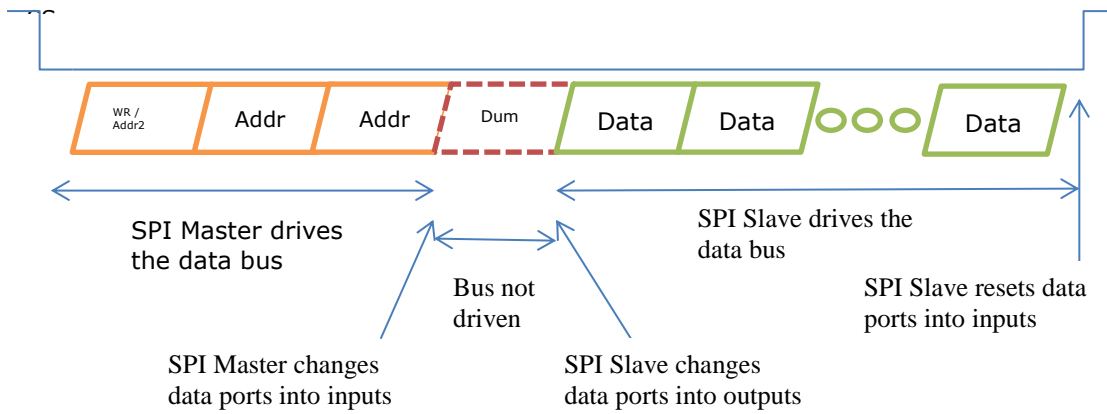 WR /
Addr2
Addr
Addr
Dum
Data
Data
Data
SPI Master drives
the data bus
Bus not
driven
SPI Slave drives the
data bus
SPI Slave resets data
ports into inputs
SPI Master changes
data ports into inputs
SPI Slave changes
data ports into outputs